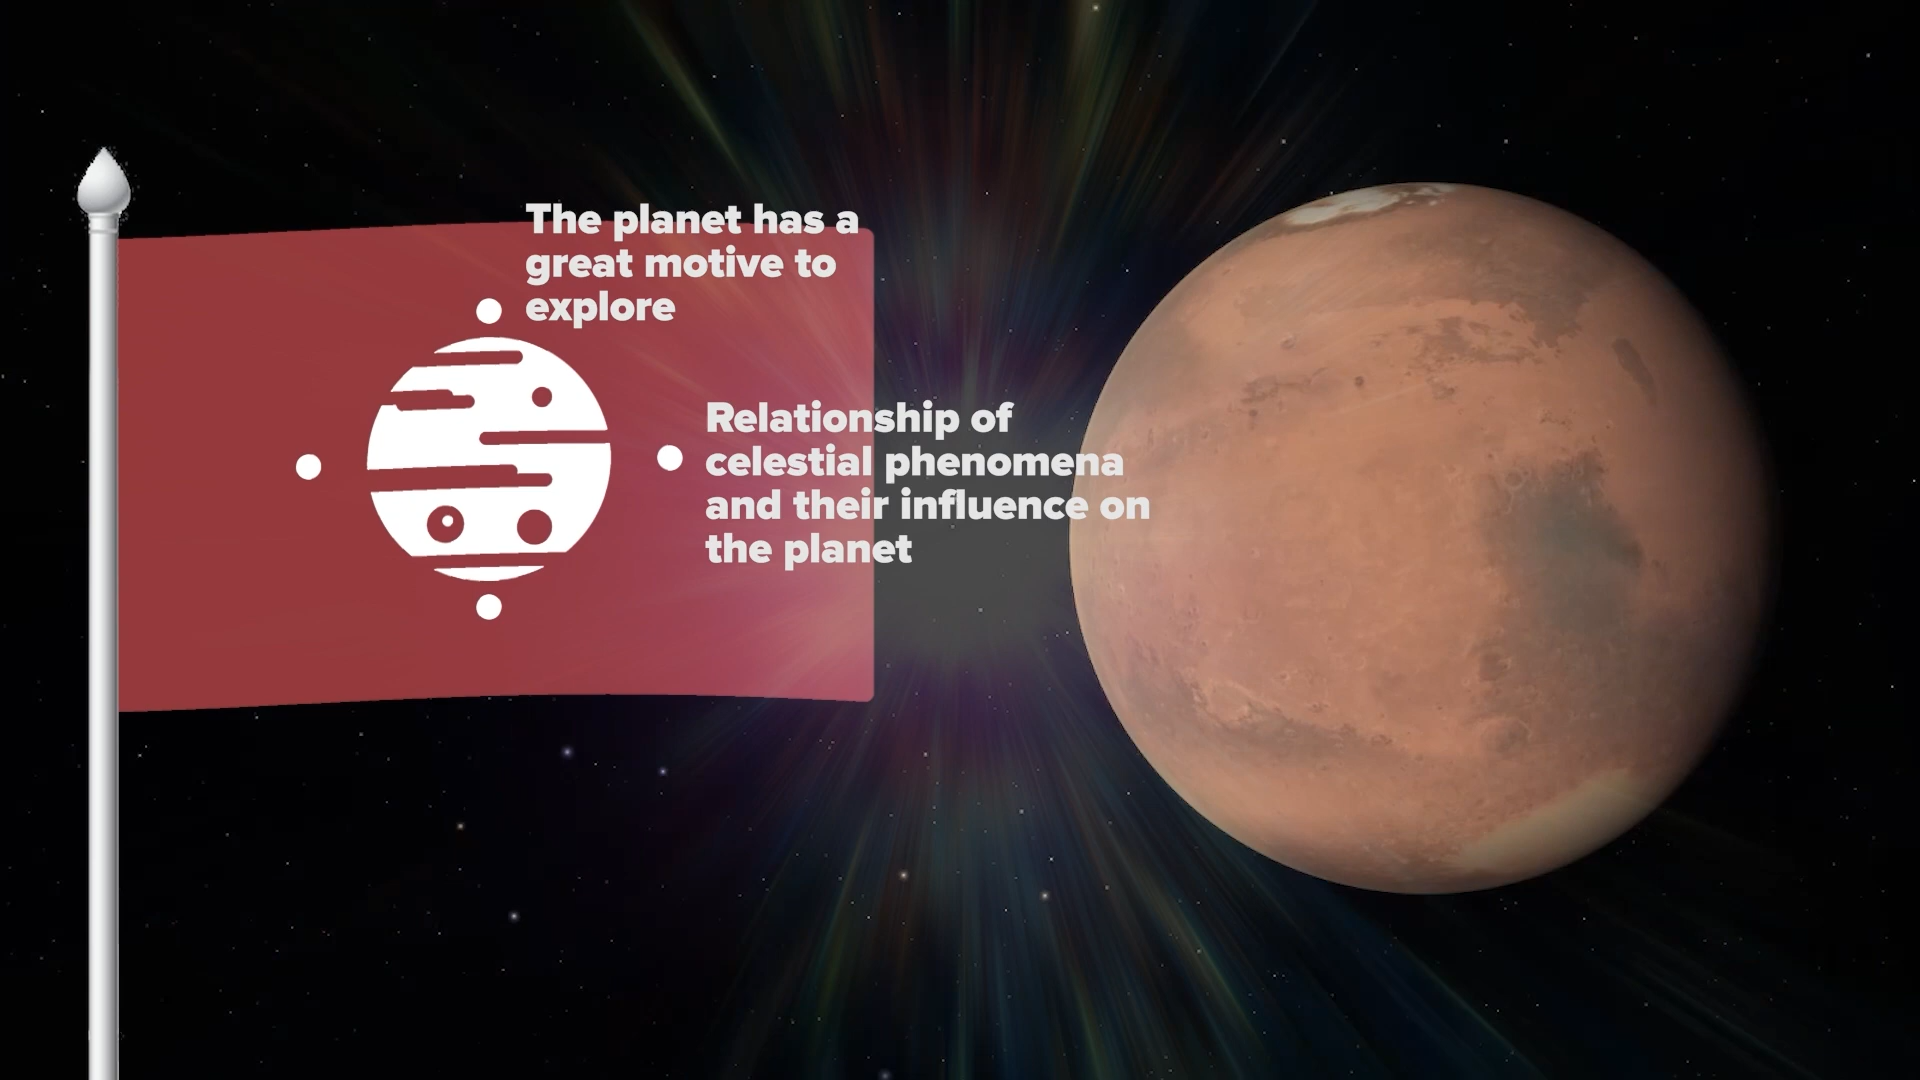 The planet has a
great motive to
explore
Relationship of
celestial phenomena
and their influence on
the planet